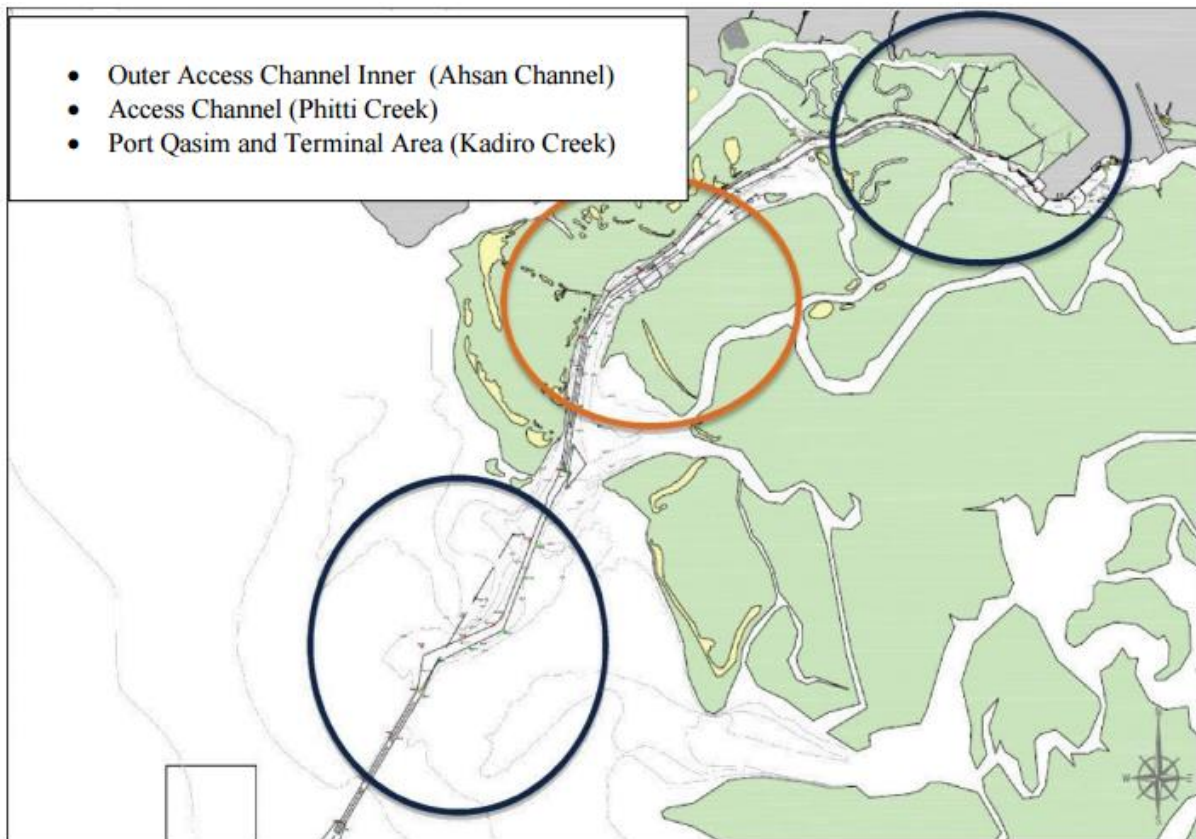 • Outer Access Channel Inner (Ahsan Channel)
• Access Channel (Phitti Creek)
• Port Qasim and Terminal Area (Kadiro Creek)
W
E